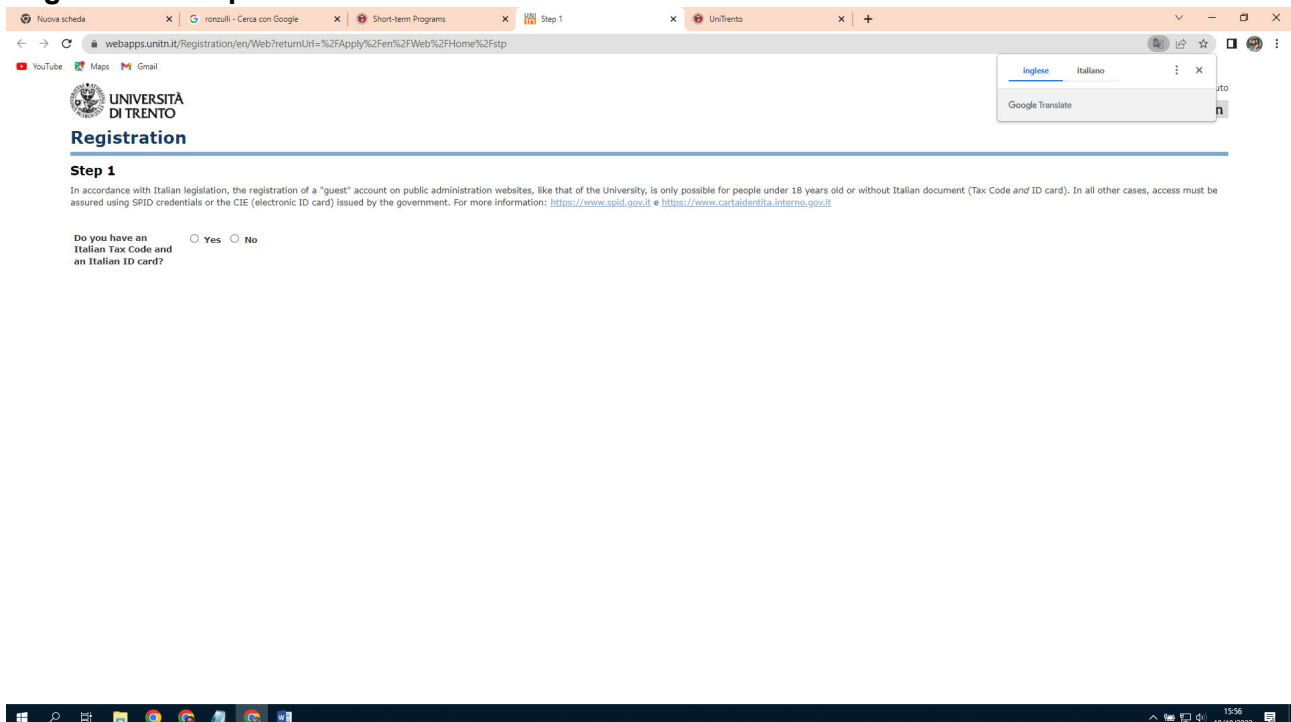 Nuova scheda
ronzulli - Cerca con Google
Short-term Programs
Step 1
UniTrento
webapps.unitn.it/Registration/en/Web?returnUrl=%2FApply%2Fen%2FWeb%2FHome%2Fstp
YouTube Maps Gmail
inglese italiano
Google Translate
UNIVERSITÀ
DI TRENTO
Registration
Step 1
In accordance with Italian legislation, the registration of a "guest" account on public administration websites, like that of the University, is only possible for people under 18 years old or without Italian document (Tax Code and ID card). In all other cases, access must be
assured using SPID credentials or the CIE (electronic ID card) issued by the government. For more information: https://www.spid.gov.it e https://www.cartaidentita.interno.gov.it
Do you have an
Italian Tax Code and
an Italian ID card?
Yes No
15:56